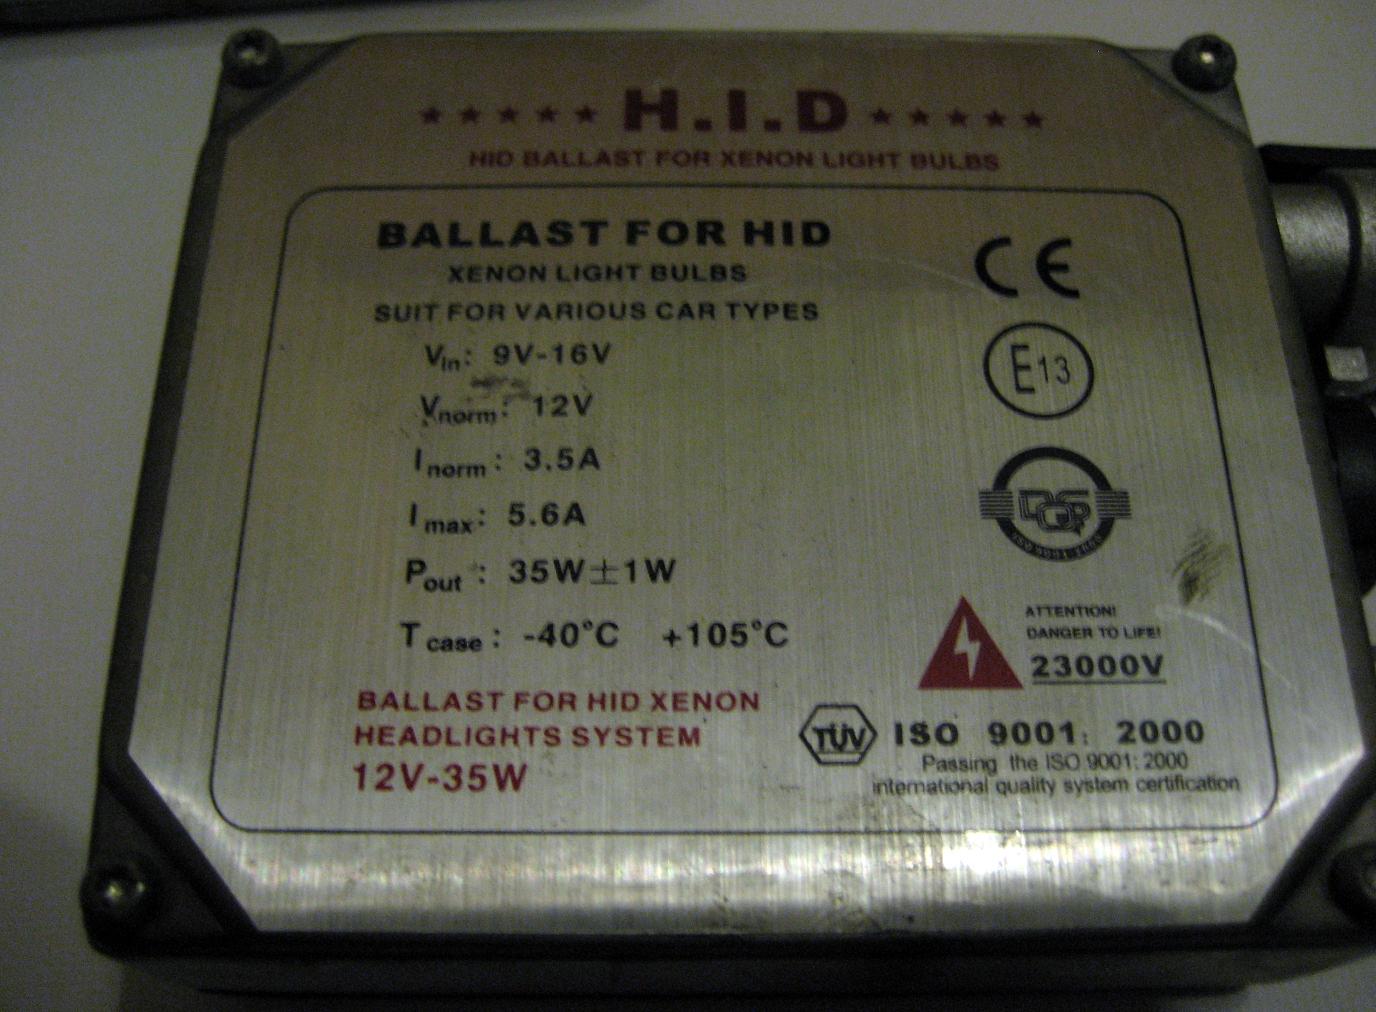 ★★★★★ H.I.D ★★★★★
HID BALLAST FOR XENON LIGHT BULBS
BALLAST FOR HID
XENON LIGHT BULBS
SUIT FOR VARIOUS CAR TYPES
Vin: 9V-16V
Vnorm: 12V
Inorm: 3.5A
Imax: 5.6A
Pout: 35W±1W
Tcase: -40°C +105°C
BALLAST FOR HID XENON
HEADLIGHTS SYSTEM
12V-35W
CE
E13
ISO 9001:2000
ATTENTION!
DANGER TO LIFE!
23000V
TÜV ISO 9001: 2000
Passing the ISO 9001: 2000
international quality system certification